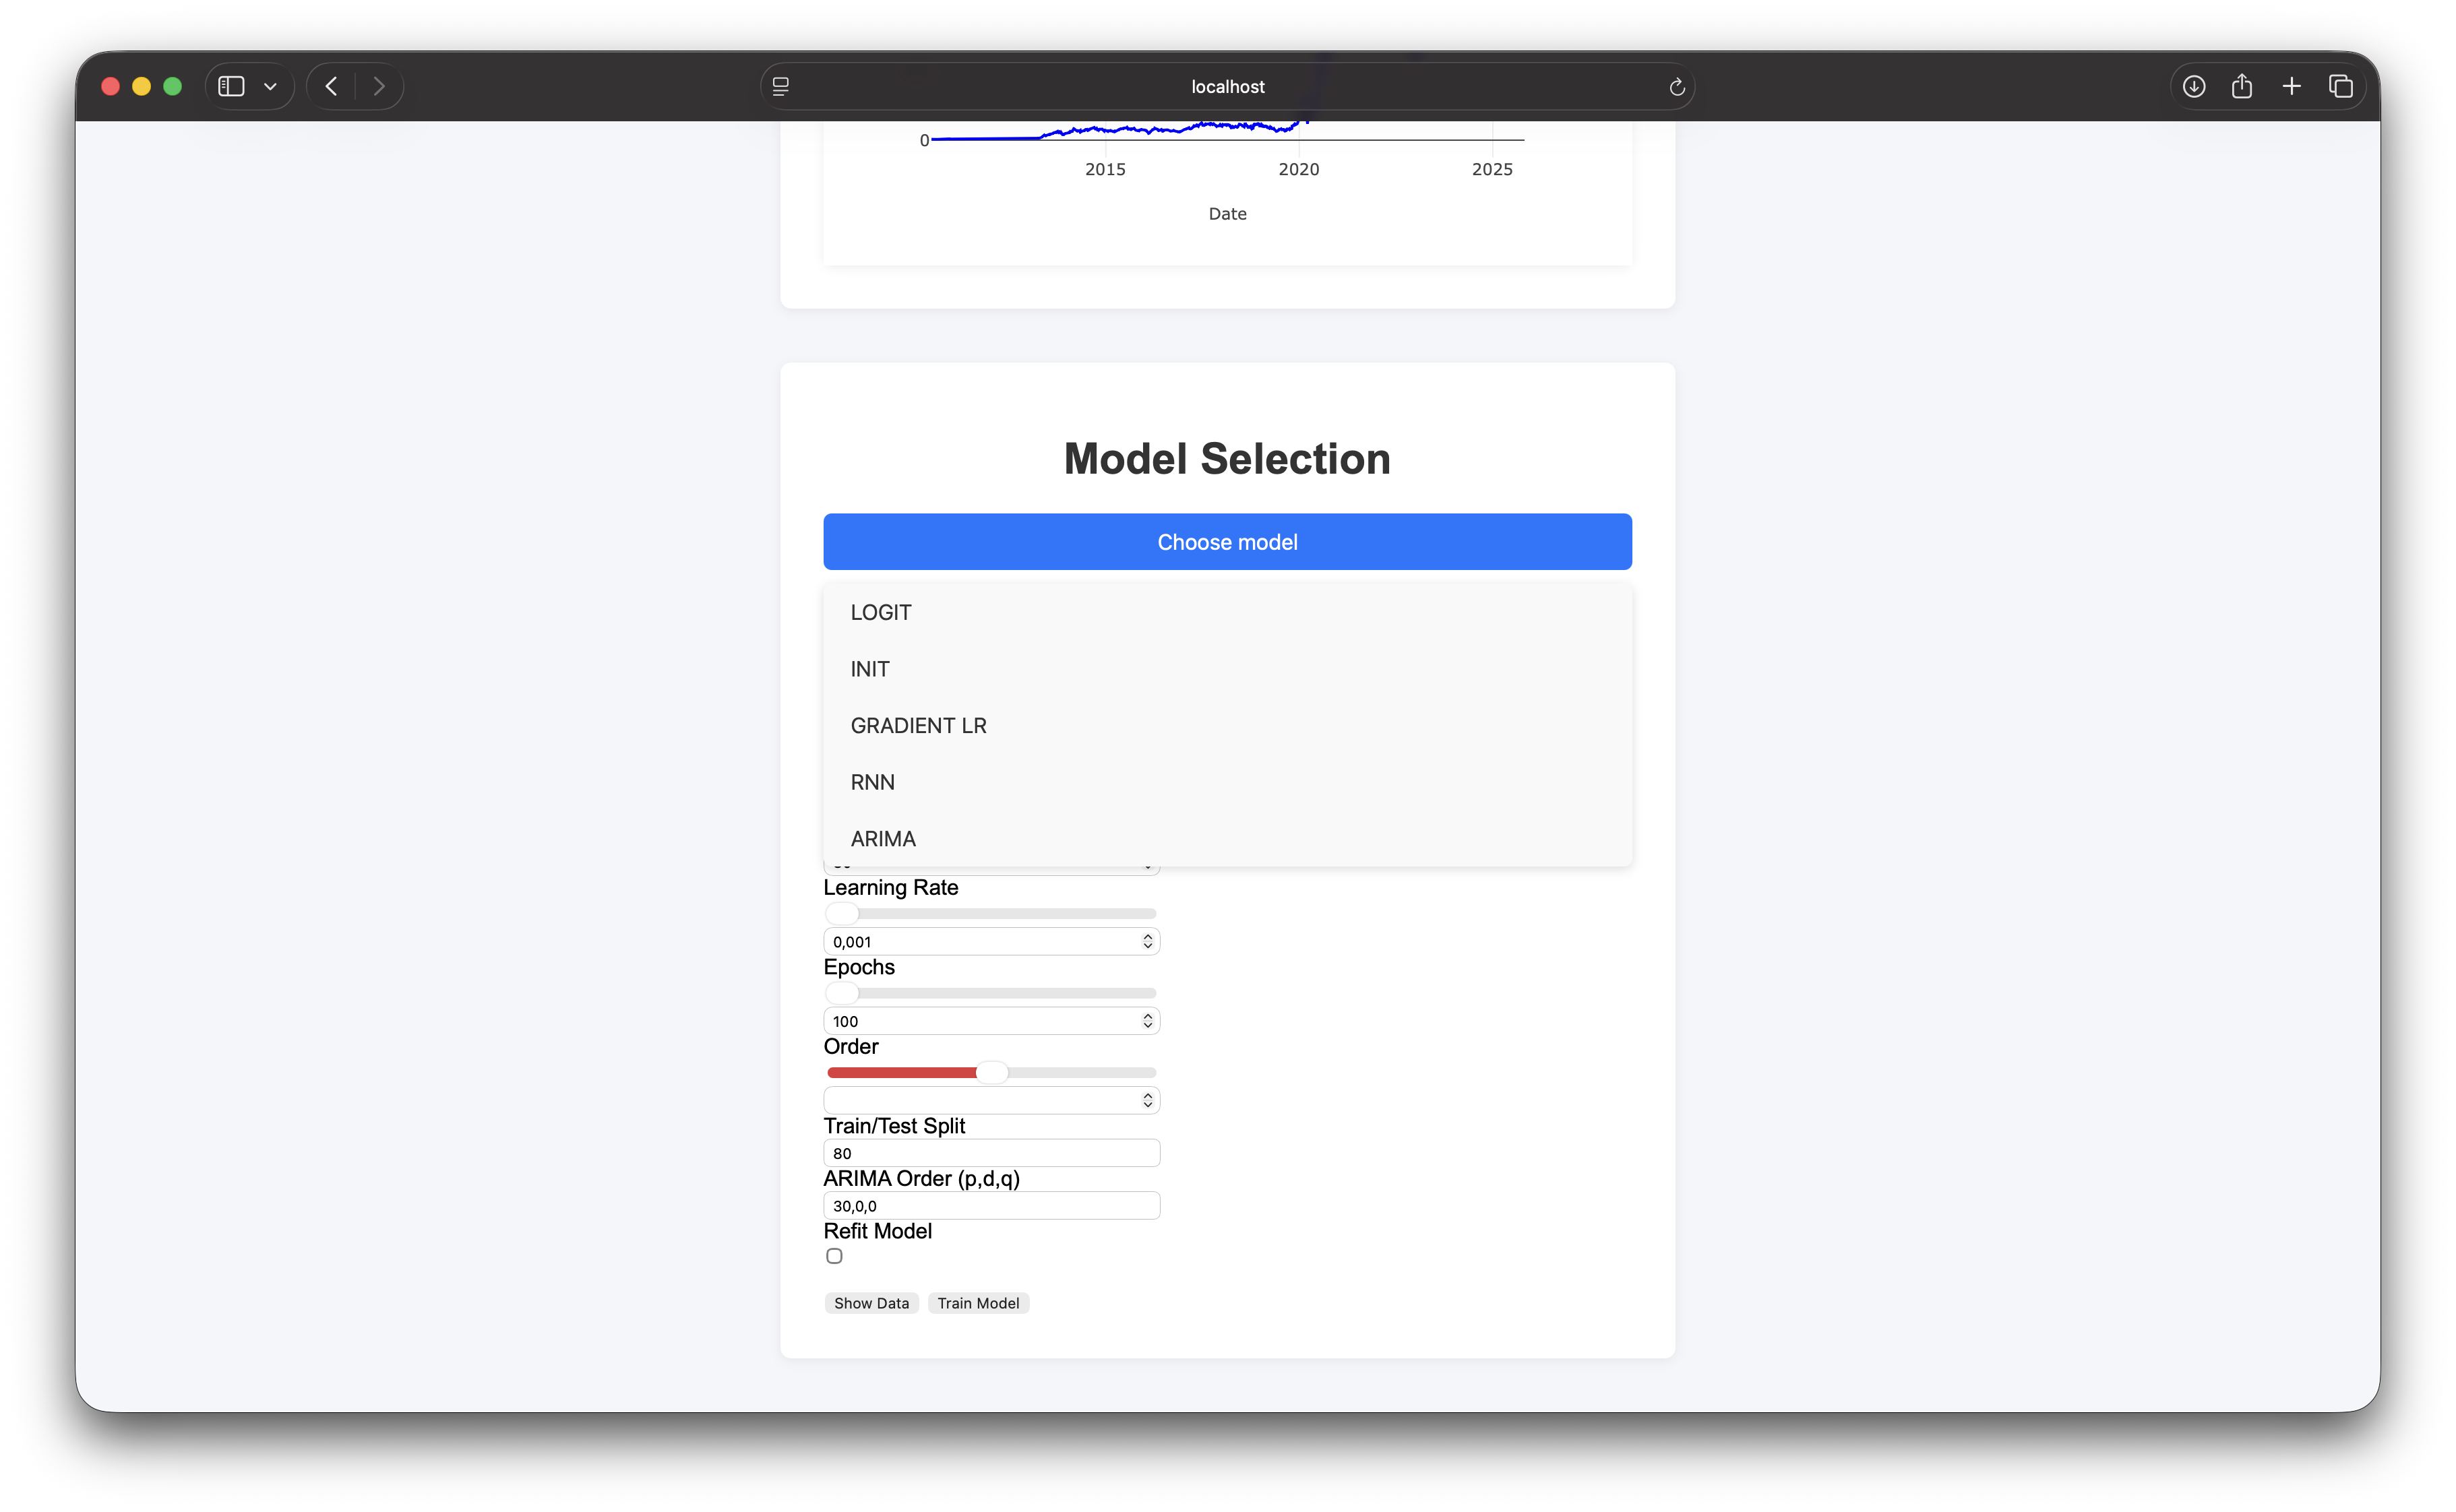 localhost
0
2015 2020 2025
Date
Model Selection
Choose model
LOGIT
INIT
GRADIENT LR
RNN
ARIMA
Learning Rate
0,001
Epochs
100
Order
Train/Test Split
80
ARIMA Order (p,d,q)
30,0,0
Refit Model
Show Data Train Model